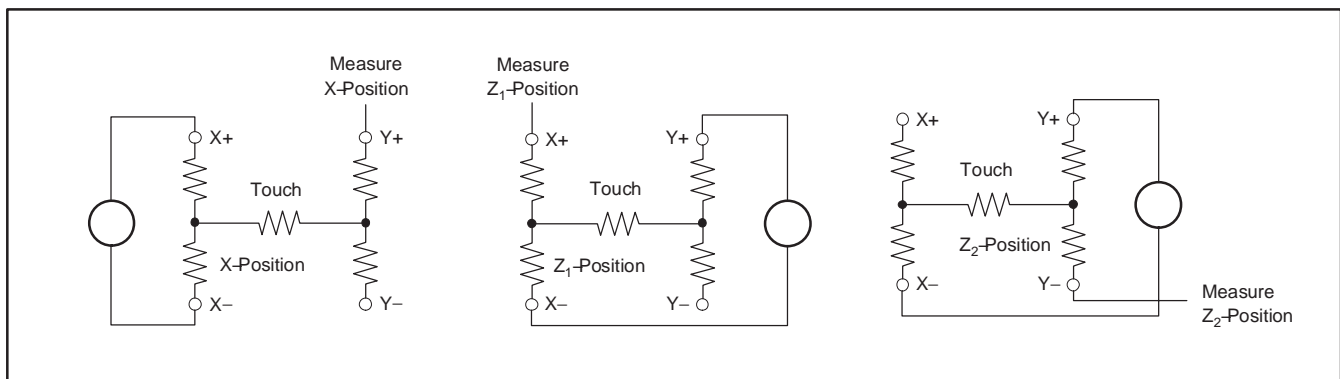 Measure
X–Position
X+
Y+
Touch
X–Position
X–
Y–
Measure
Z1–Position
X+
Y+
Touch
Z1–Position
X–
Y–
X+
Y+
Touch
Z2–Position
X–
Y–
Measure
Z2–Position